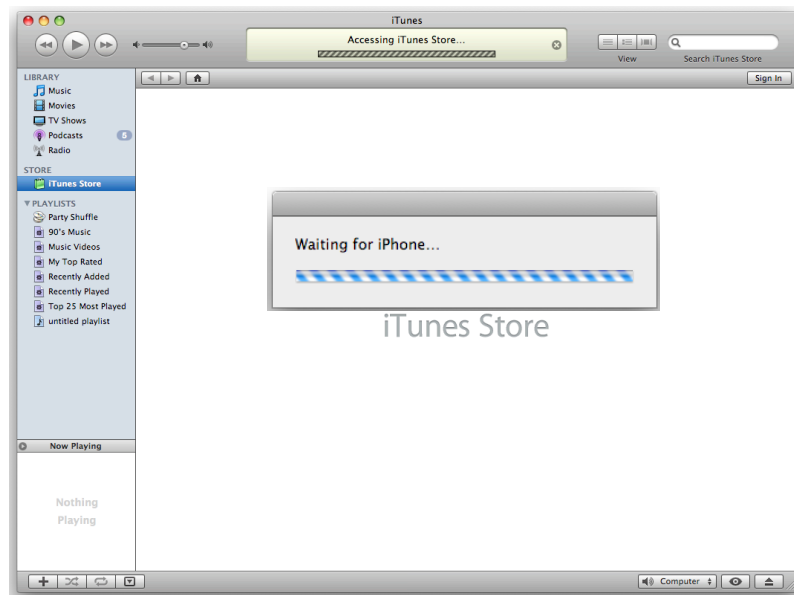 iTunes
Accessing iTunes Store...
View
Search iTunes Store
Sign In
LIBRARY
Music
Movies
TV Shows
Podcasts 5
Radio
STORE
iTunes Store
PLAYLISTS
Party Shuffle
90's Music
Music Videos
My Top Rated
Recently Added
Recently Played
Top 25 Most Played
untitled playlist
Waiting for iPhone...
iTunes Store
Now Playing
Nothing
Playing
Computer